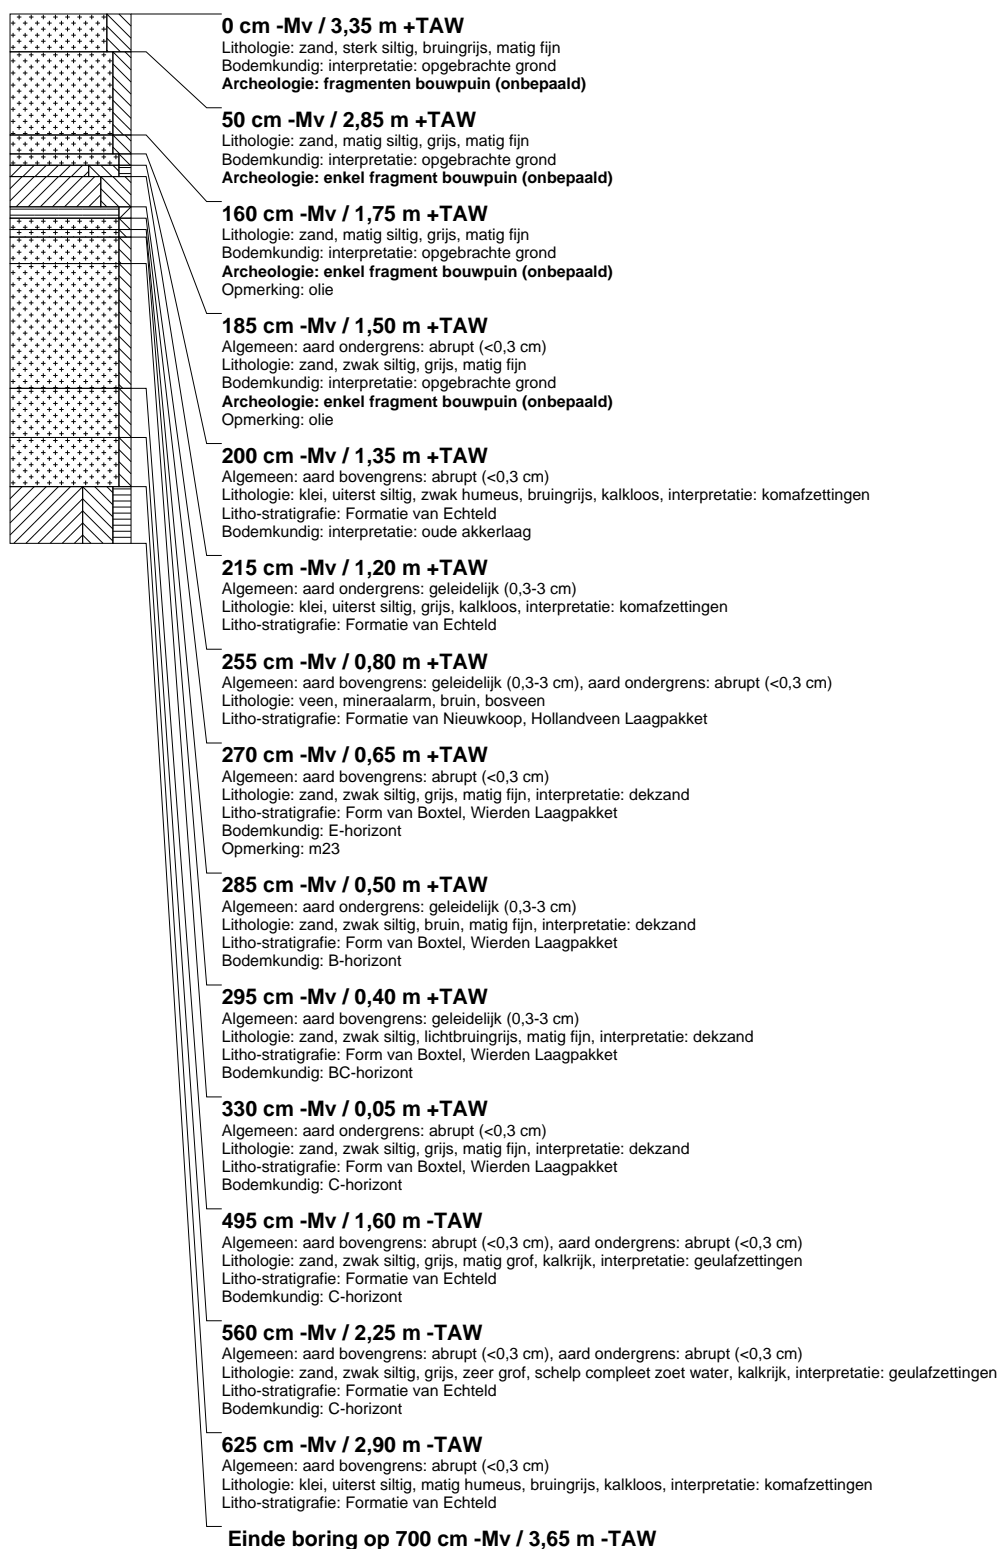 0 cm -Mv / 3,35 m +TAW
Lithologie: zand, sterk siltig, bruingrijs, matig fijn
Bodemkundig: interpretatie: opgebrachte grond
Archeologie: fragmenten bouwpuin (onbepaald)
50 cm -Mv / 2,85 m +TAW
Lithologie: zand, matig siltig, grijs, matig fijn
Bodemkundig: interpretatie: opgebrachte grond
Archeologie: enkel fragment bouwpuin (onbepaald)
160 cm -Mv / 1,75 m +TAW
Lithologie: zand, matig siltig, grijs, matig fijn
Bodemkundig: interpretatie: opgebrachte grond
Archeologie: enkel fragment bouwpuin (onbepaald)
Opmerking: olie
185 cm -Mv / 1,50 m +TAW
Algemeen: aard ondergrens: abrupt (<0,3 cm)
Lithologie: zand, zwak siltig, grijs, matig fijn
Bodemkundig: interpretatie: opgebrachte grond
Archeologie: enkel fragment bouwpuin (onbepaald)
Opmerking: olie
200 cm -Mv / 1,35 m +TAW
Algemeen: aard bovengrens: abrupt (<0,3 cm)
Lithologie: klei, uiterst siltig, zwak humeus, bruingrijs, kalkloos, interpretatie: komafzettingen
Litho-stratigrafie: Formatie van Echteld
Bodemkundig: interpretatie: oude akkerlaag
215 cm -Mv / 1,20 m +TAW
Algemeen: aard ondergrens: geleidelijk (0,3-3 cm)
Lithologie: klei, uiterst siltig, grijs, kalkloos, interpretatie: komafzettingen
Litho-stratigrafie: Formatie van Echteld
255 cm -Mv / 0,80 m +TAW
Algemeen: aard bovengrens: geleidelijk (0,3-3 cm), aard ondergrens: abrupt (<0,3 cm)
Lithologie: veen, mineraalarm, bruin, bosveen
Litho-stratigrafie: Formatie van Nieuwkoop, Hollandveen Laagpakket
270 cm -Mv / 0,65 m +TAW
Algemeen: aard bovengrens: abrupt (<0,3 cm)
Lithologie: zand, zwak siltig, grijs, matig fijn, interpretatie: dekzand
Litho-stratigrafie: Form van Boxtel, Wierden Laagpakket
Bodemkundig: E-horizont
Opmerking: m23
285 cm -Mv / 0,50 m +TAW
Algemeen: aard ondergrens: geleidelijk (0,3-3 cm)
Lithologie: zand, zwak siltig, bruin, matig fijn, interpretatie: dekzand
Litho-stratigrafie: Form van Boxtel, Wierden Laagpakket
Bodemkundig: B-horizont
295 cm -Mv / 0,40 m +TAW
Algemeen: aard bovengrens: geleidelijk (0,3-3 cm)
Lithologie: zand, zwak siltig, lichtbruingrijs, matig fijn, interpretatie: dekzand
Litho-stratigrafie: Form van Boxtel, Wierden Laagpakket
Bodemkundig: BC-horizont
330 cm -Mv / 0,05 m +TAW
Algemeen: aard ondergrens: abrupt (<0,3 cm)
Lithologie: zand, zwak siltig, grijs, matig fijn, interpretatie: dekzand
Litho-stratigrafie: Form van Boxtel, Wierden Laagpakket
Bodemkundig: C-horizont
495 cm -Mv / 1,60 m -TAW
Algemeen: aard bovengrens: abrupt (<0,3 cm), aard ondergrens: abrupt (<0,3 cm)
Lithologie: zand, zwak siltig, grijs, matig grof, kalkrijk, interpretatie: geulafzettingen
Litho-stratigrafie: Formatie van Echteld
Bodemkundig: C-horizont
560 cm -Mv / 2,25 m -TAW
Algemeen: aard bovengrens: abrupt (<0,3 cm), aard ondergrens: abrupt (<0,3 cm)
Lithologie: zand, zwak siltig, grijs, zeer grof, schelp compleet zoet water, kalkrijk, interpretatie: geulafzettingen
Litho-stratigrafie: Formatie van Echteld
Bodemkundig: C-horizont
625 cm -Mv / 2,90 m -TAW
Algemeen: aard bovengrens: abrupt (<0,3 cm)
Lithologie: klei, uiterst siltig, matig humeus, bruingrijs, kalkloos, interpretatie: komafzettingen
Litho-stratigrafie: Formatie van Echteld
Einde boring op 700 cm -Mv / 3,65 m -TAW